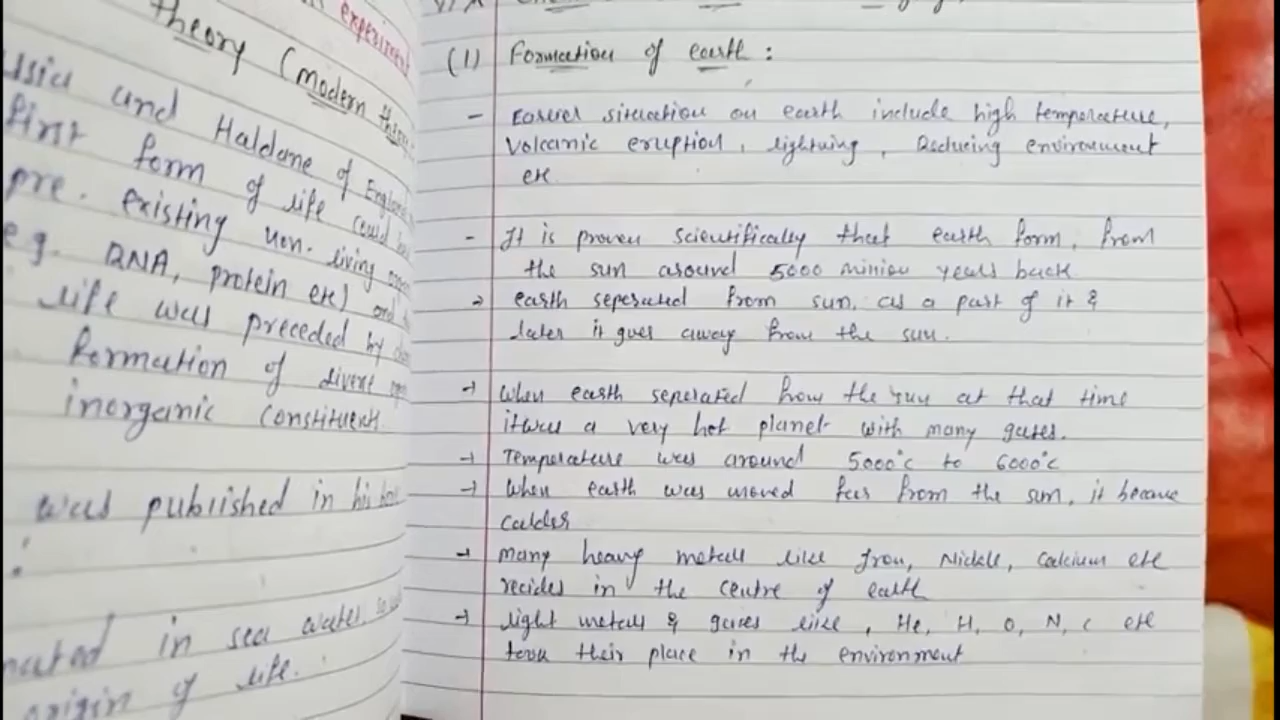 experiment
theory (modern
and Haldane of
first form of life could
pre. existing non. living
e.g. RNA, protein etc) and
life was preceded by
formation of
inorganic constituent.
was published in his
in sea water
origin of life.
(1) Formation of earth :
- situation on earth include high temperature,
volcanic eruption, lightning, Reducing environment
etc
- It is proven scientifically that earth form, from
the sun around 5000 million years back
→ earth seperated from sun, as a part of it &
later it goes away from the sun.
→ When earth seperated from the sun at that time
it was a very hot planet with many gases.
→ Temperature was around 5000°c to 6000°c
→ When earth was moved far from the sun, it became
colder
→ many heavy metals like Iron, Nickle, Calcium etc
recides in the centre of earth
→ light metals & gases like, He, H, O, N, C etc
took their place in the environment